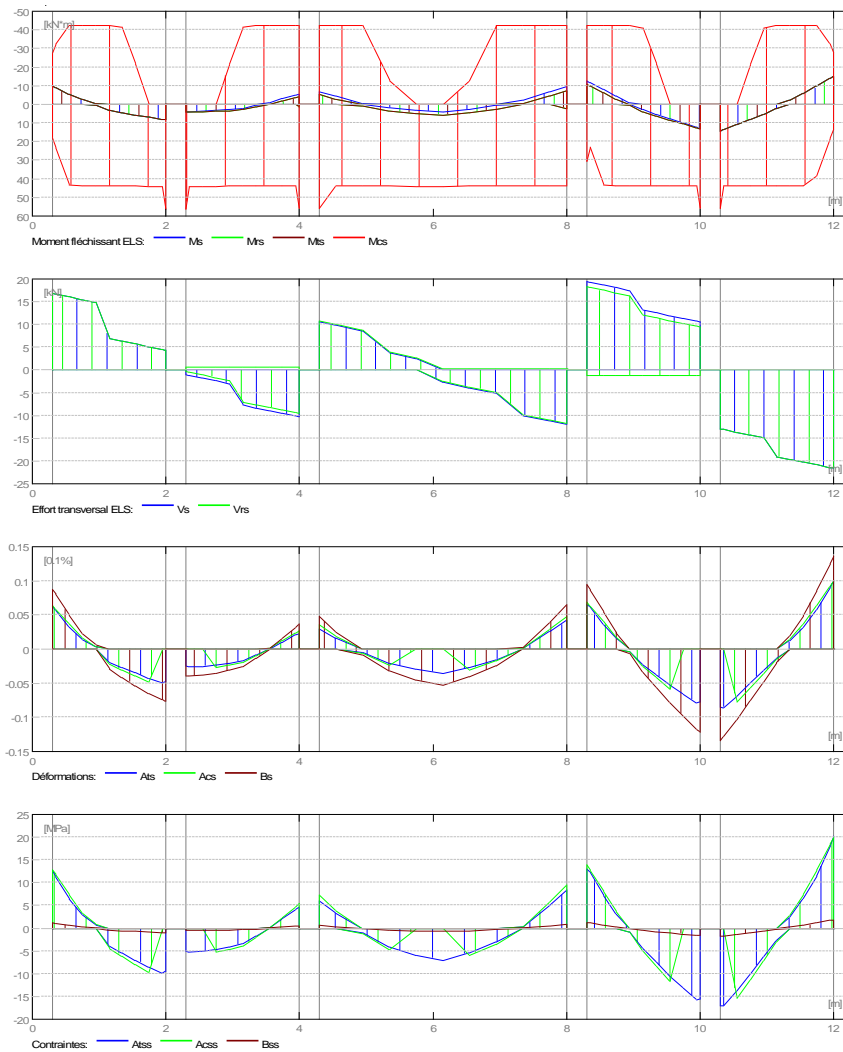 [kN*m]
-50
-40
-30
-20
-10
0
10
20
30
40
50
60
0 2 4 6 8 10 12
[m]
Moment fléchissant ELS: Ms Mrs Mts Mcs
[kN]
20
15
10
5
0
-5
-10
-15
-20
-25
0 2 4 6 8 10 12
[m]
Effort transversal ELS: Vs Vrs
[0.1%]
0.15
0.1
0.05
0
-0.05
-0.1
-0.15
0 2 4 6 8 10 12
[m]
Déformations: Ats Acs Bs
[MPa]
25
20
15
10
5
0
-5
-10
-15
-20
0 2 4 6 8 10 12
[m]
Contraintes: Atss Acss Bss